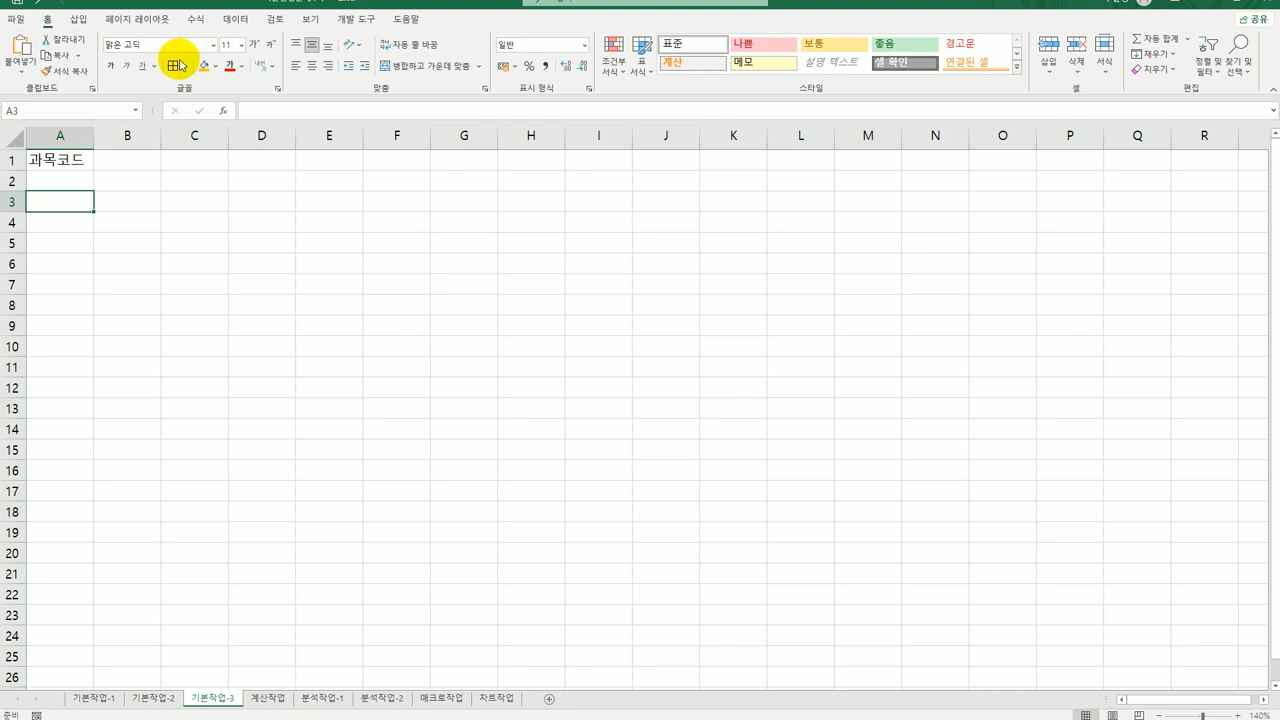 파일 홈 삽입 페이지 레이아웃 수식 데이터 검토 보기 개발 도구 도움말 공유
붙여넣기 잘라내기 복사 서식 복사
맑은 고딕 11 가 가 가 가 가
자동 줄 바꿈
병합하고 가운데 맞춤
일반
조건부 서식 표 서식
표준 나쁨 보통 좋음 경고문
계산 메모 설명 텍스트 셀 확인 연결된 셀
삽입 삭제 서식
자동 합계
채우기
지우기
정렬 및 필터 찾기 및 선택
클립보드 글꼴 맞춤 표시 형식 스타일 셀 편집
A3 fx
A B C D E F G H I J K L M N O P Q R
1 과목코드
2
3
4
5
6
7
8
9
10
11
12
13
14
15
16
17
18
19
20
21
22
23
24
25
26
기본작업-1 기본작업-2 기본작업-3 계산작업 분석작업-1 분석작업-2 매크로작업 차트작업
준비 140%